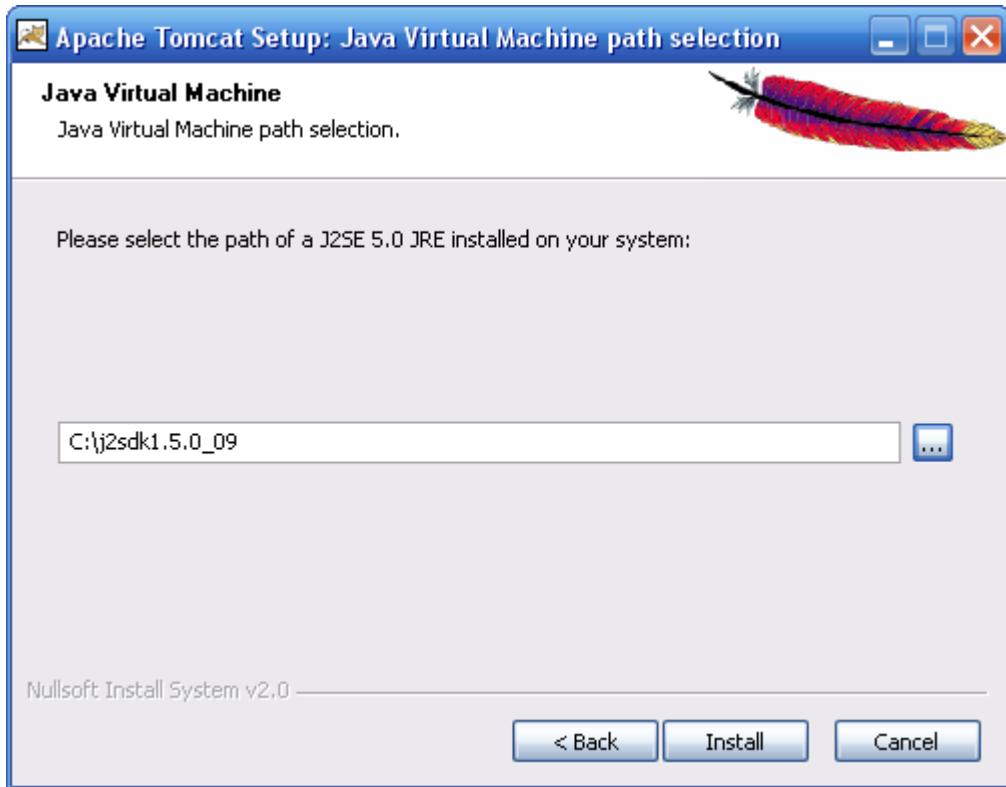 Apache Tomcat Setup: Java Virtual Machine path selection
Java Virtual Machine
Java Virtual Machine path selection.
Please select the path of a J2SE 5.0 JRE installed on your system:
C:\j2sdk1.5.0_09
...
Nullsoft Install System v2.0
< Back Install Cancel